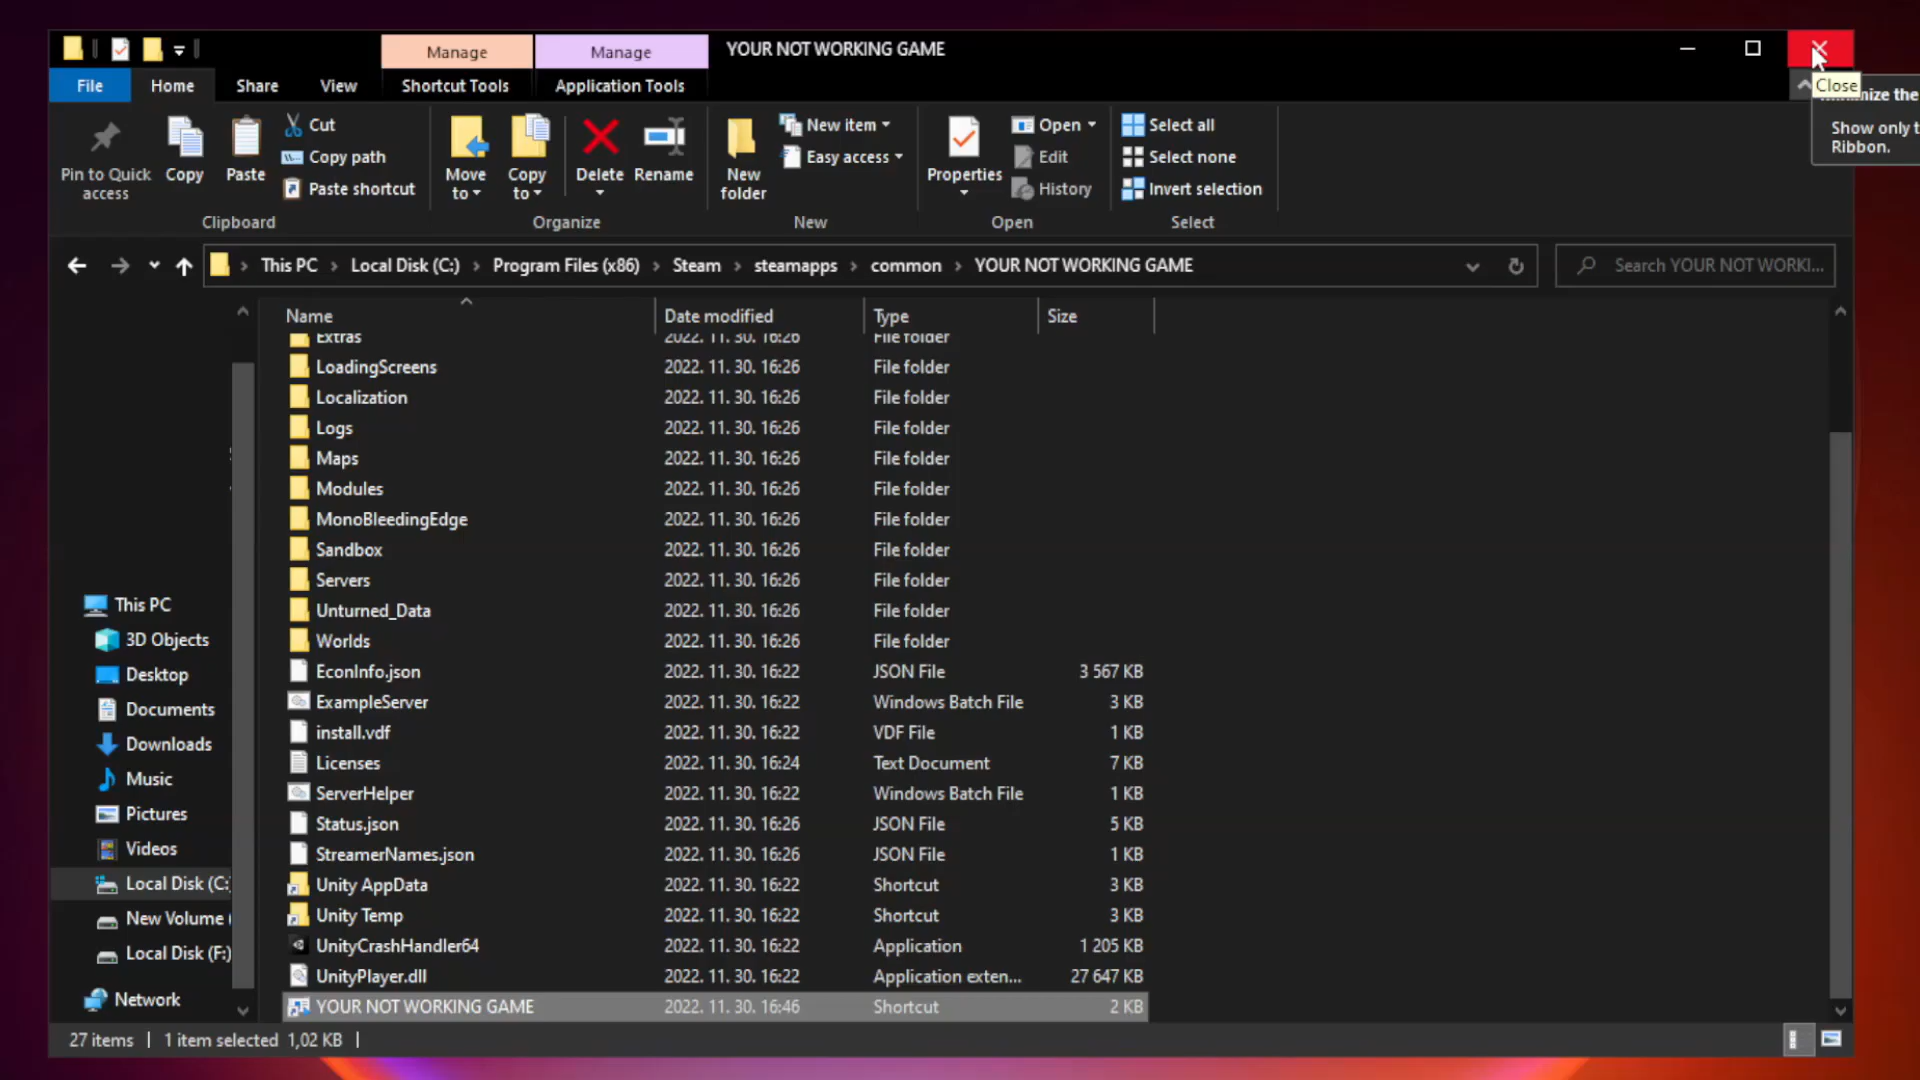 Manage
Manage
YOUR NOT WORKING GAME
File
Home
Share
View
Shortcut Tools
Application Tools
Close
the
Show only t
Ribbon.
Pin to Quick access
Copy
Paste
Cut
Copy path
Paste shortcut
Move to
Copy to
Delete
Rename
New folder
New item
Easy access
Properties
Open
Edit
History
Select all
Select none
Invert selection
Clipboard
Organize
New
Open
Select
This PC
Local Disk (C:)
Program Files (x86)
Steam
steamapps
common
YOUR NOT WORKING GAME
Search YOUR NOT WORKI...
This PC
3D Objects
Desktop
Documents
Downloads
Music
Pictures
Videos
Local Disk (C:
New Volume (
Local Disk (F:)
Network
Name Date modified Type Size
Extras 2022. 11. 30. 16:26 File folder
LoadingScreens 2022. 11. 30. 16:26 File folder
Localization 2022. 11. 30. 16:26 File folder
Logs 2022. 11. 30. 16:26 File folder
Maps 2022. 11. 30. 16:26 File folder
Modules 2022. 11. 30. 16:26 File folder
MonoBleedingEdge 2022. 11. 30. 16:26 File folder
Sandbox 2022. 11. 30. 16:26 File folder
Servers 2022. 11. 30. 16:26 File folder
Unturned_Data 2022. 11. 30. 16:26 File folder
Worlds 2022. 11. 30. 16:26 File folder
EconInfo.json 2022. 11. 30. 16:22 JSON File 3 567 KB
ExampleServer 2022. 11. 30. 16:22 Windows Batch File 3 KB
install.vdf 2022. 11. 30. 16:22 VDF File 1 KB
Licenses 2022. 11. 30. 16:24 Text Document 7 KB
ServerHelper 2022. 11. 30. 16:22 Windows Batch File 1 KB
Status.json 2022. 11. 30. 16:26 JSON File 5 KB
StreamerNames.json 2022. 11. 30. 16:26 JSON File 1 KB
Unity AppData 2022. 11. 30. 16:22 Shortcut 3 KB
Unity Temp 2022. 11. 30. 16:22 Shortcut 3 KB
UnityCrashHandler64 2022. 11. 30. 16:22 Application 1 205 KB
UnityPlayer.dll 2022. 11. 30. 16:22 Application exten... 27 647 KB
YOUR NOT WORKING GAME 2022. 11. 30. 16:46 Shortcut 2 KB
27 items
1 item selected 1,02 KB